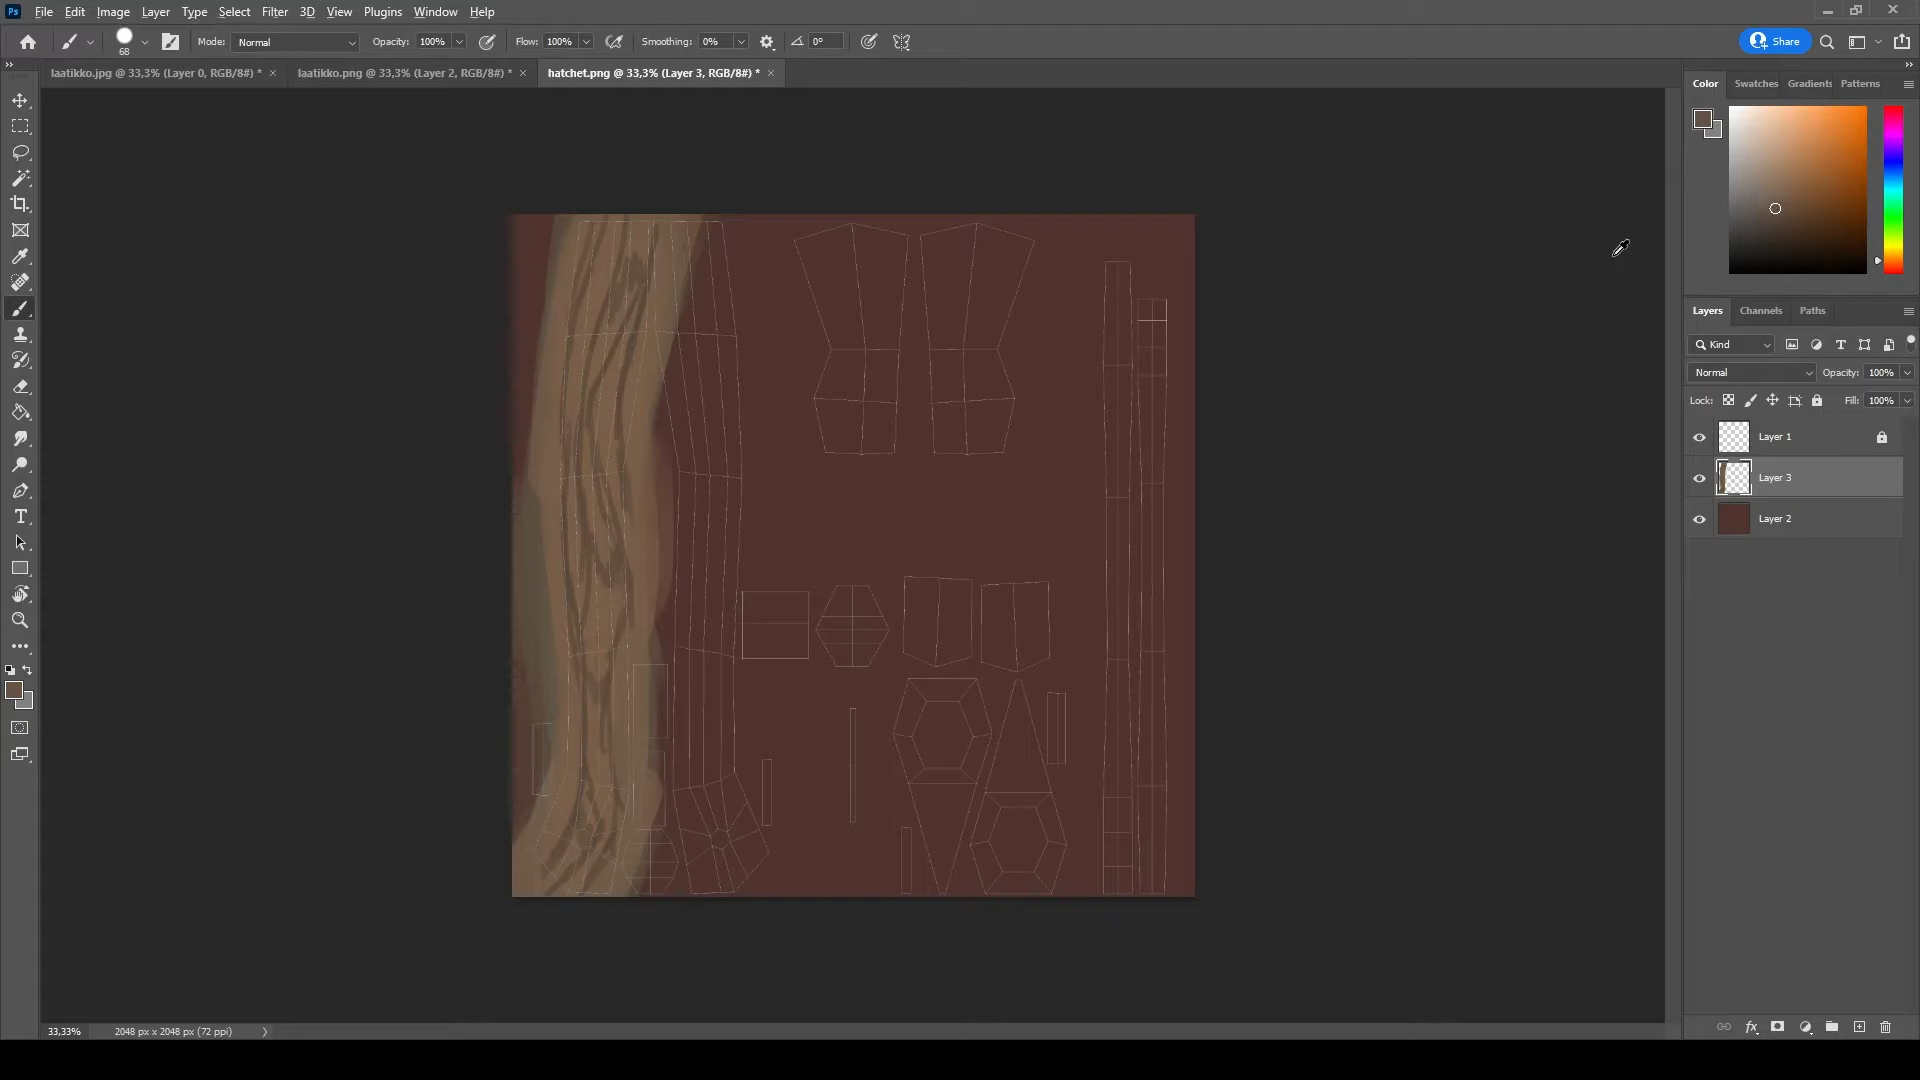 Ps File Edit Image Layer Type Select Filter 3D View Plugins Window Help
68 Mode: Normal Opacity: 100% Flow: 100% Smoothing: 0% 0° Share
laatikko.jpg @ 33,3% (Layer 0, RGB/8#) * laatikko.png @ 33,3% (Layer 2, RGB/8#) * hatchet.png @ 33,3% (Layer 3, RGB/8#) *
Color Swatches Gradients Patterns
Layers Channels Paths
Kind
Normal Opacity: 100%
Lock: Fill: 100%
Layer 1
Layer 3
Layer 2
33,33% 2048 px x 2048 px (72 ppi)